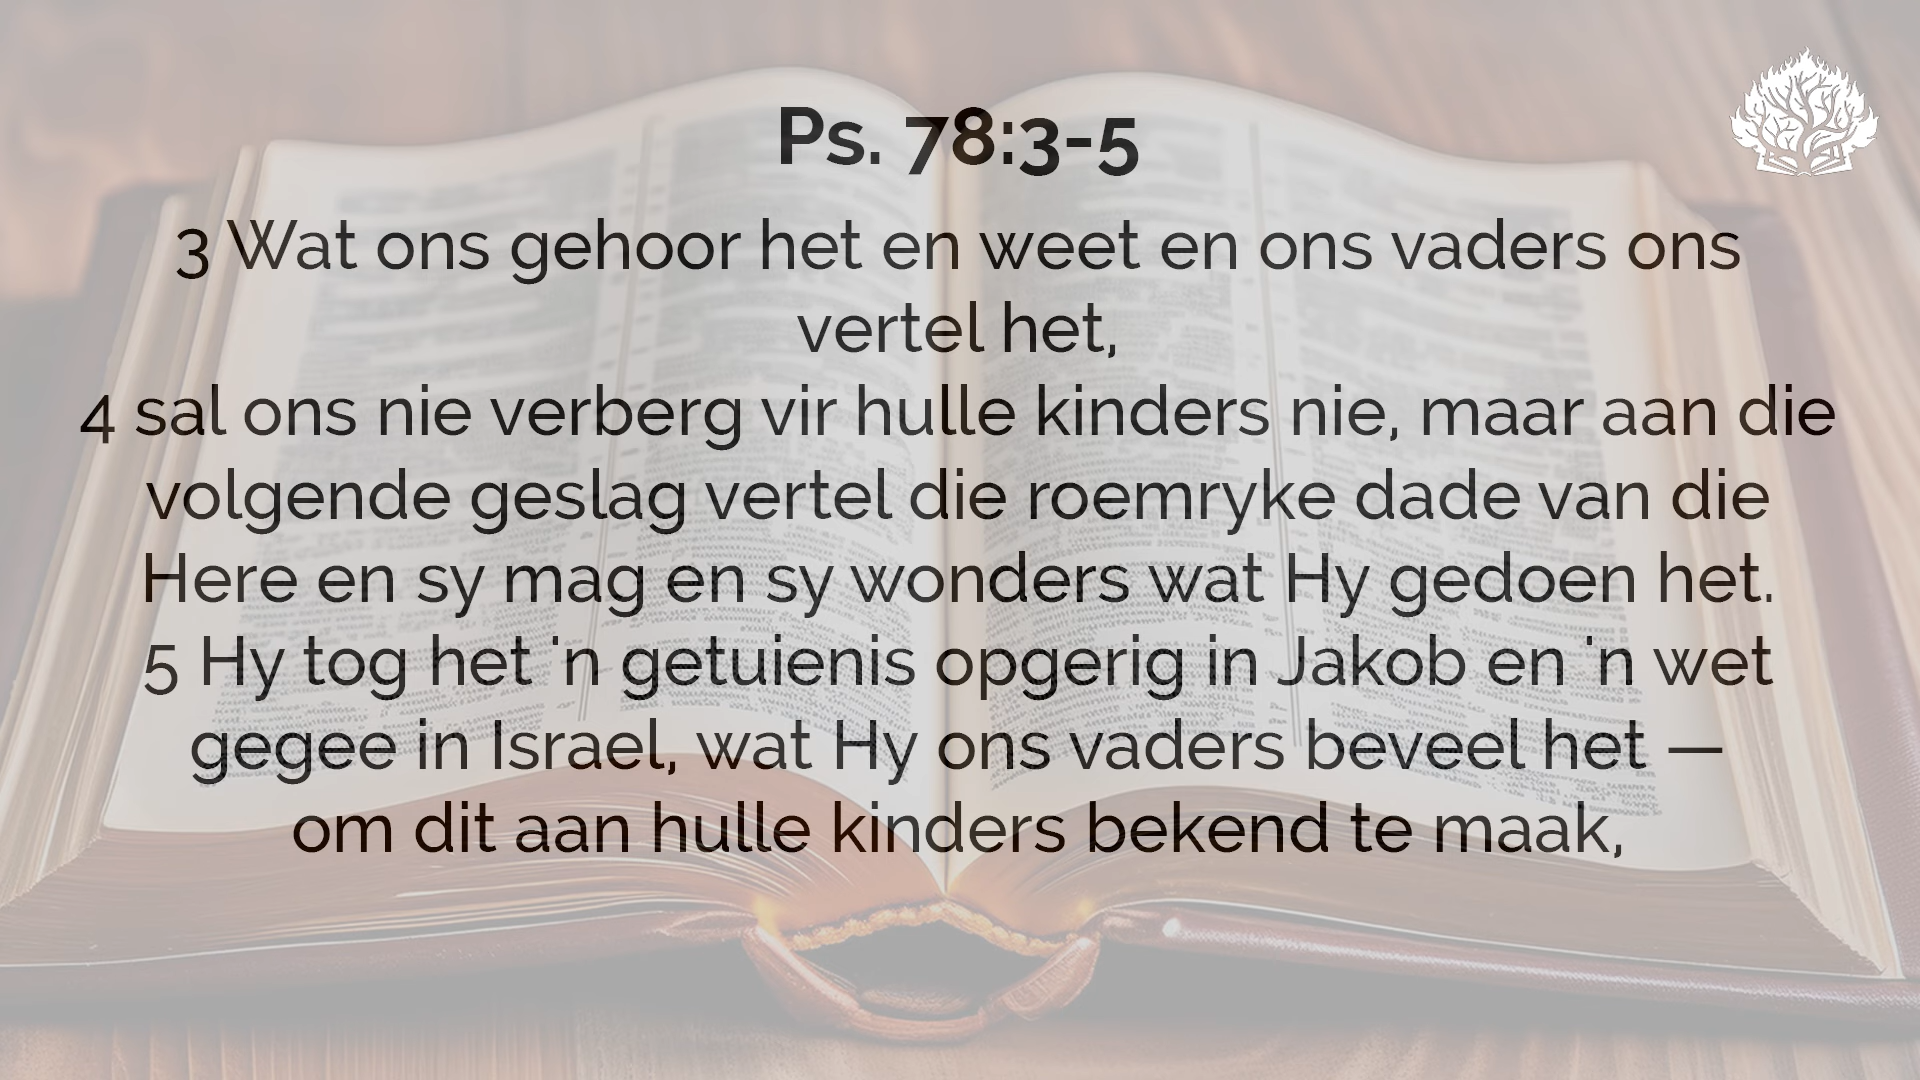 Ps. 78:3-5
3 Wat ons gehoor het en weet en ons vaders ons
vertel het,
4 sal ons nie verberg vir hulle kinders nie, maar aan die
volgende geslag vertel die roemryke dade van die
Here en sy mag en sy wonders wat Hy gedoen het.
5 Hy tog het 'n getuienis opgerig in Jakob en 'n wet
gegee in Israel, wat Hy ons vaders beveel het —
om dit aan hulle kinders bekend te maak,